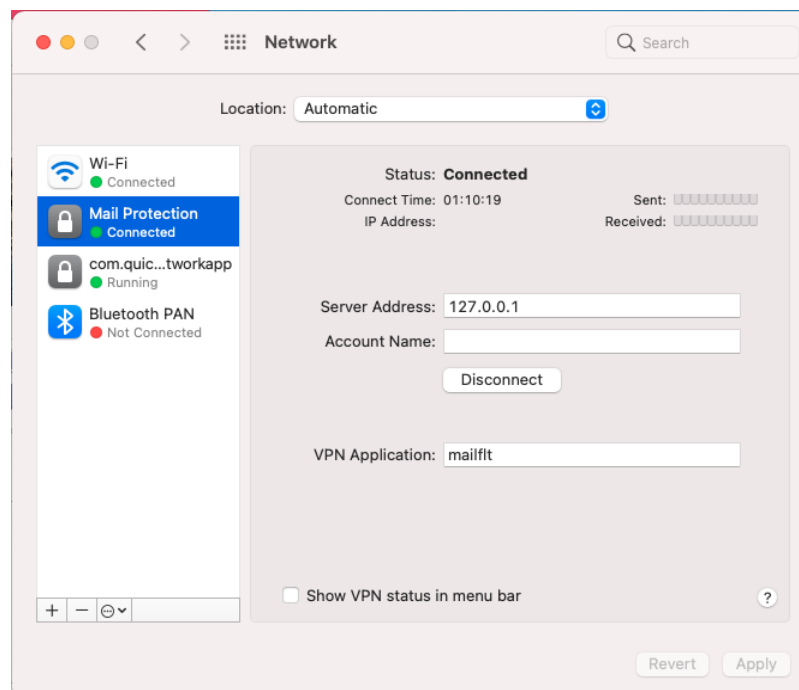 Network
Search
Location: Automatic
Wi-Fi
Connected
Mail Protection
Connected
com.quic...tworkapp
Running
Bluetooth PAN
Not Connected
Status: Connected
Connect Time: 01:10:19
Sent:
IP Address:
Received:
Server Address: 127.0.0.1
Account Name:
Disconnect
VPN Application: mailflt
Show VPN status in menu bar
?
Revert
Apply